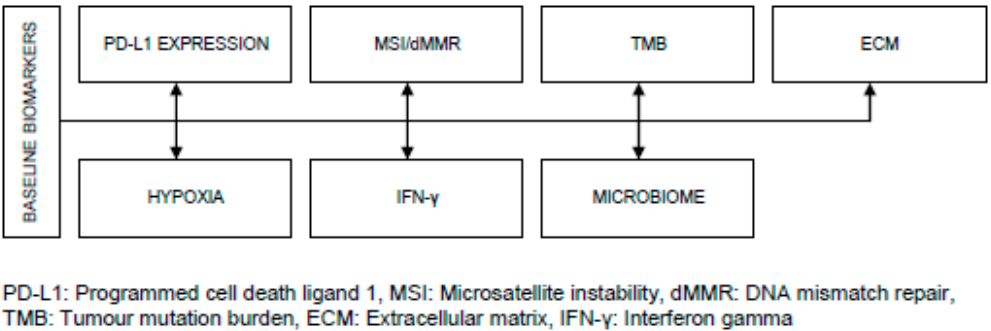 BASELINE BIOMARKERS
PD-L1 EXPRESSION
MSI/dMMR
TMB
ECM
HYPOXIA
IFN-γ
MICROBIOME
PD-L1: Programmed cell death ligand 1, MSI: Microsatellite instability, dMMR: DNA mismatch repair,
TMB: Tumour mutation burden, ECM: Extracellular matrix, IFN-γ: Interferon gamma